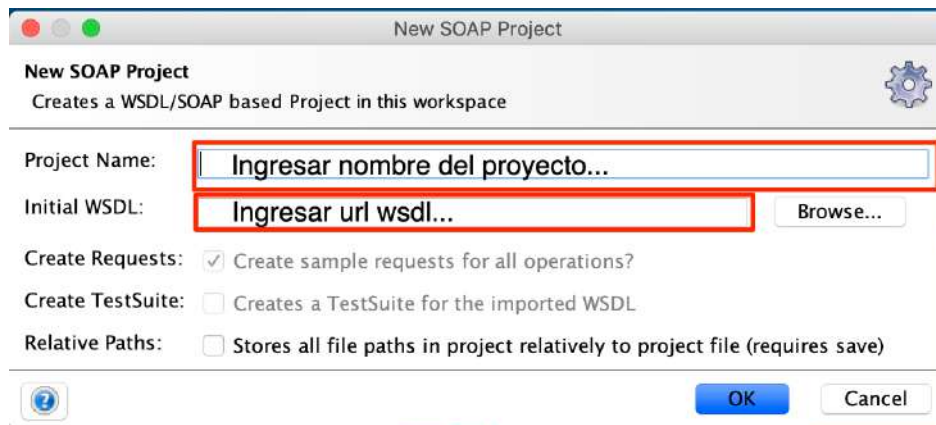 New SOAP Project
New SOAP Project
Creates a WSDL/SOAP based Project in this workspace
Project Name: Ingresar nombre del proyecto...
Initial WSDL: Ingresar url wsdl... Browse...
Create Requests: Create sample requests for all operations?
Create TestSuite: Creates a TestSuite for the imported WSDL
Relative Paths: Stores all file paths in project relatively to project file (requires save)
? OK Cancel